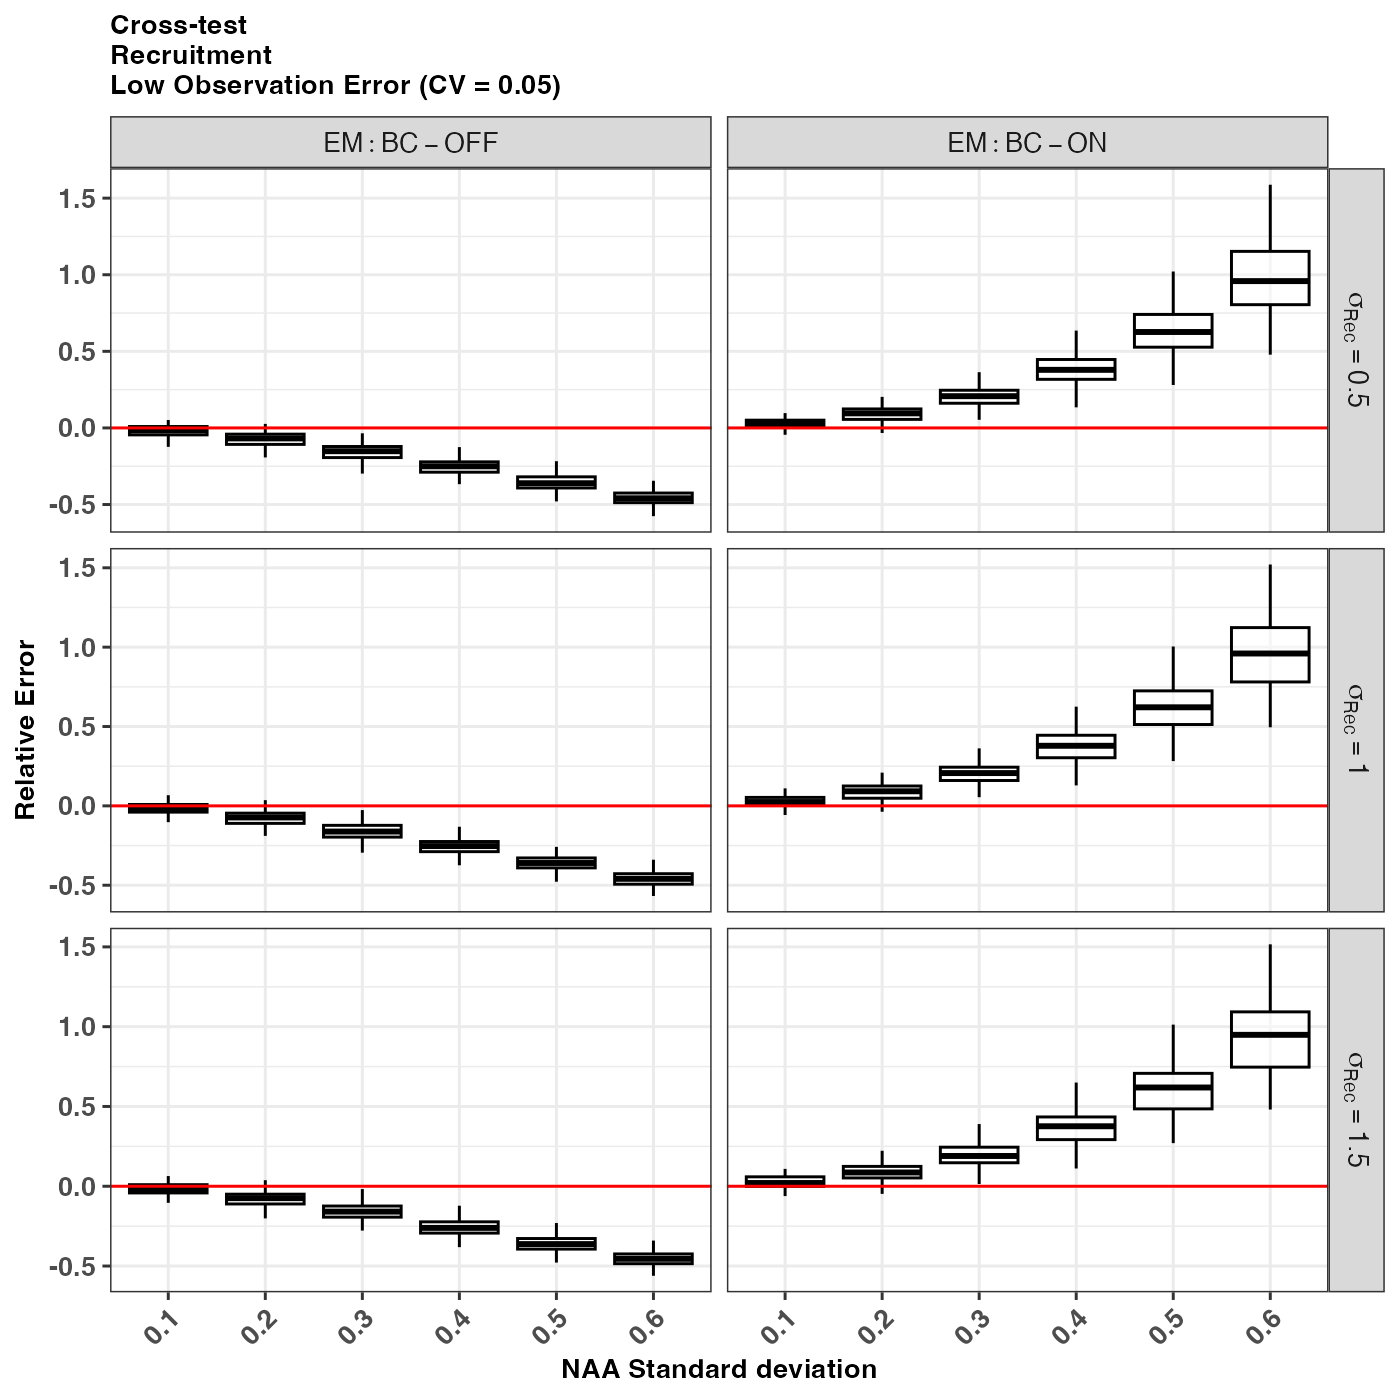 Cross-test
Recruitment
Low Observation Error (CV = 0.05)
EM : BC – OFF
EM : BC – ON
1.5
1.0
0.5
0.0
-0.5
σRec = 0.5
1.5
1.0
0.5
0.0
-0.5
σRec = 1
1.5
1.0
0.5
0.0
-0.5
σRec = 1.5
Relative Error
0.1 0.2 0.3 0.4 0.5 0.6
0.1 0.2 0.3 0.4 0.5 0.6
NAA Standard deviation